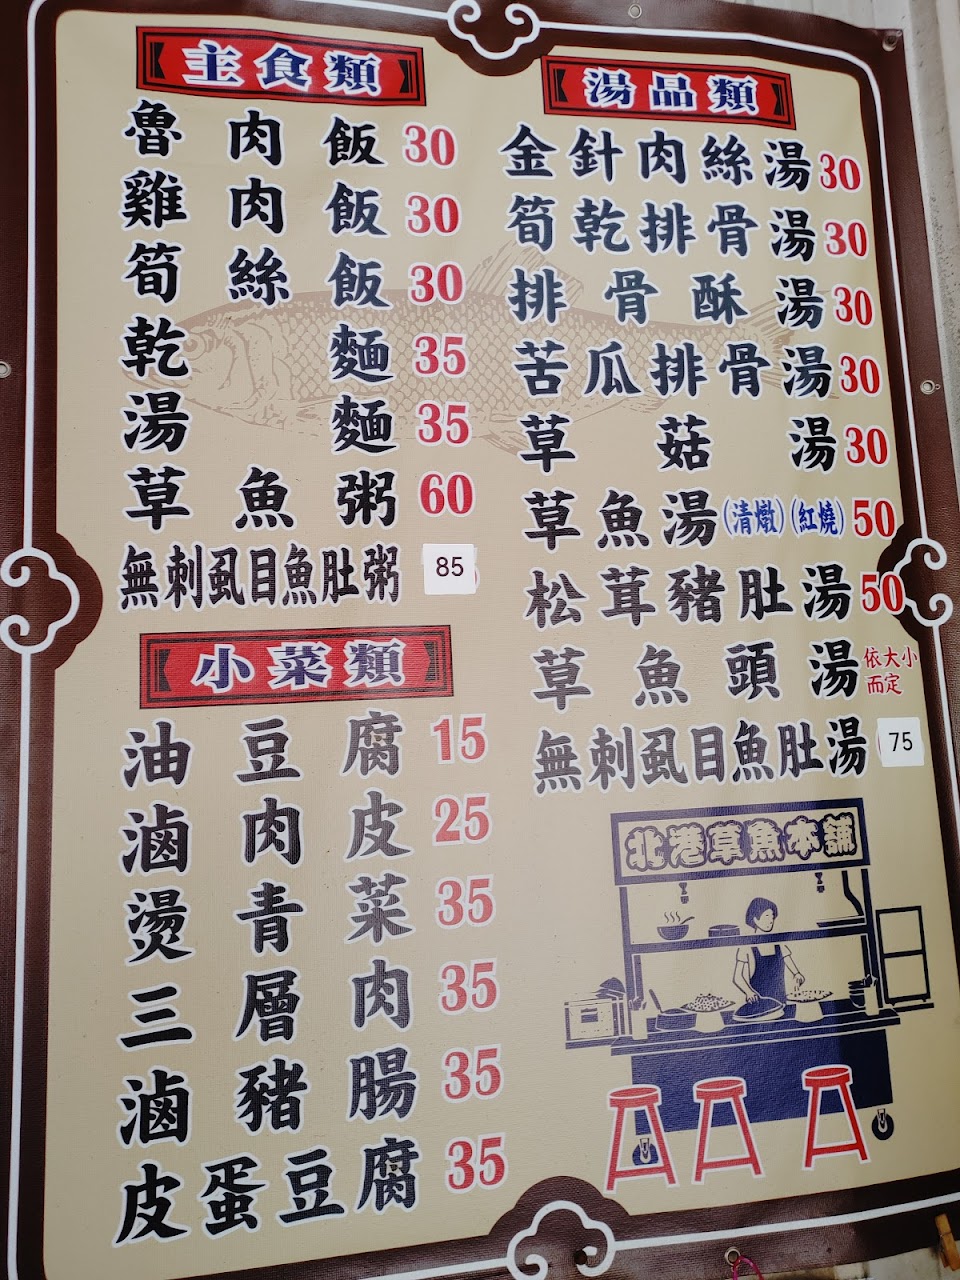 主食類
魯肉飯 30
雞肉飯 30
筍絲飯 30
乾麵 35
湯麵 35
草魚粥 60
無刺虱目魚肚粥 85
小菜類
油豆腐 15
滷肉皮 25
燙青菜 35
三層肉 35
滷豬腸 35
皮蛋豆腐 35
湯品類
金針肉絲湯 30
筍乾排骨湯 30
排骨酥湯 30
苦瓜排骨湯 30
草菇湯 30
草魚湯(清燉)(紅燒) 50
松茸豬肚湯 50
草魚頭湯 依大小而定
無刺虱目魚肚湯 75
北港草魚本舖